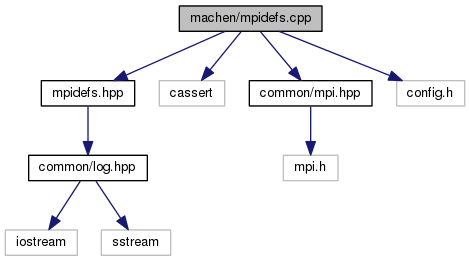 machen/mpidefs.cpp
mpidefs.hpp
cassert
common/mpi.hpp
config.h
common/log.hpp
mpi.h
iostream
sstream